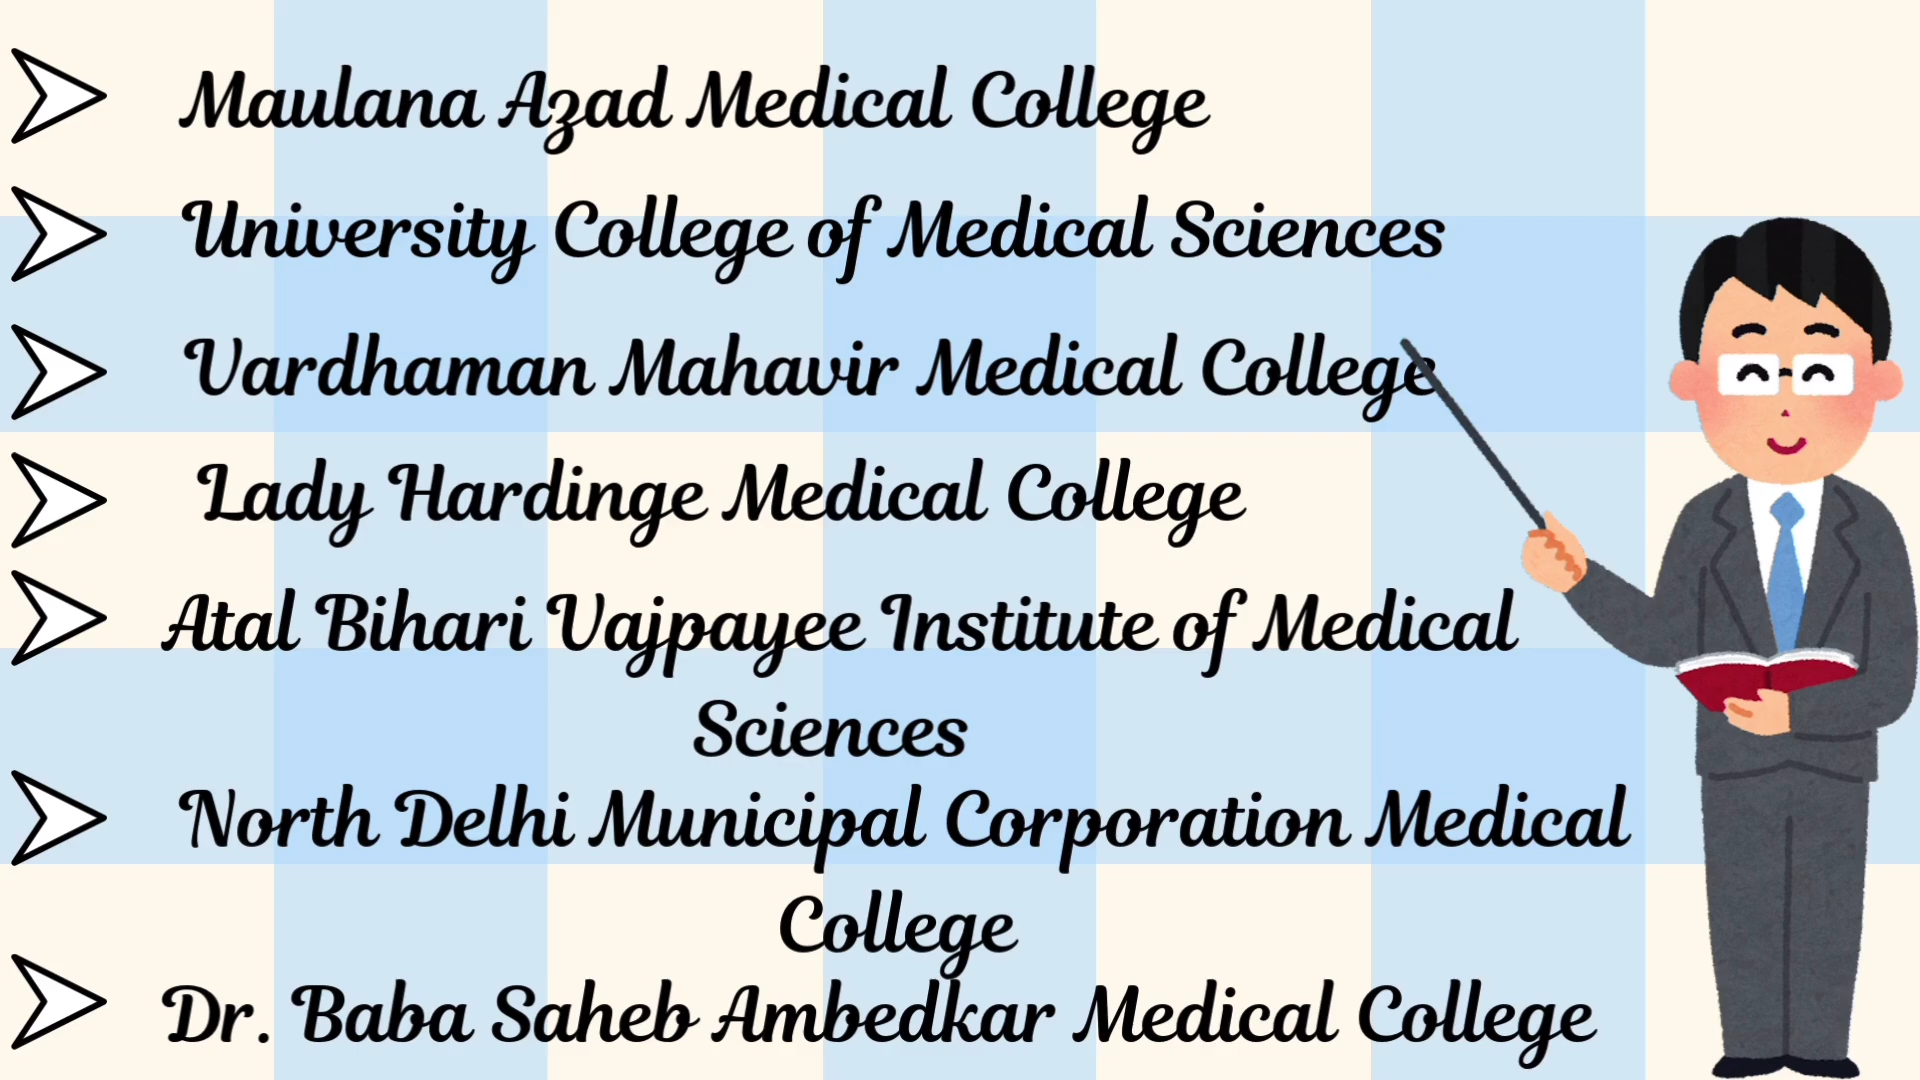 Maulana Azad Medical College
University College of Medical Sciences
Vardhaman Mahavir Medical College
Lady Hardinge Medical College
Atal Bihari Vajpayee Institute of Medical
Sciences
North Delhi Municipal Corporation Medical
College
Dr. Baba Saheb Ambedkar Medical College